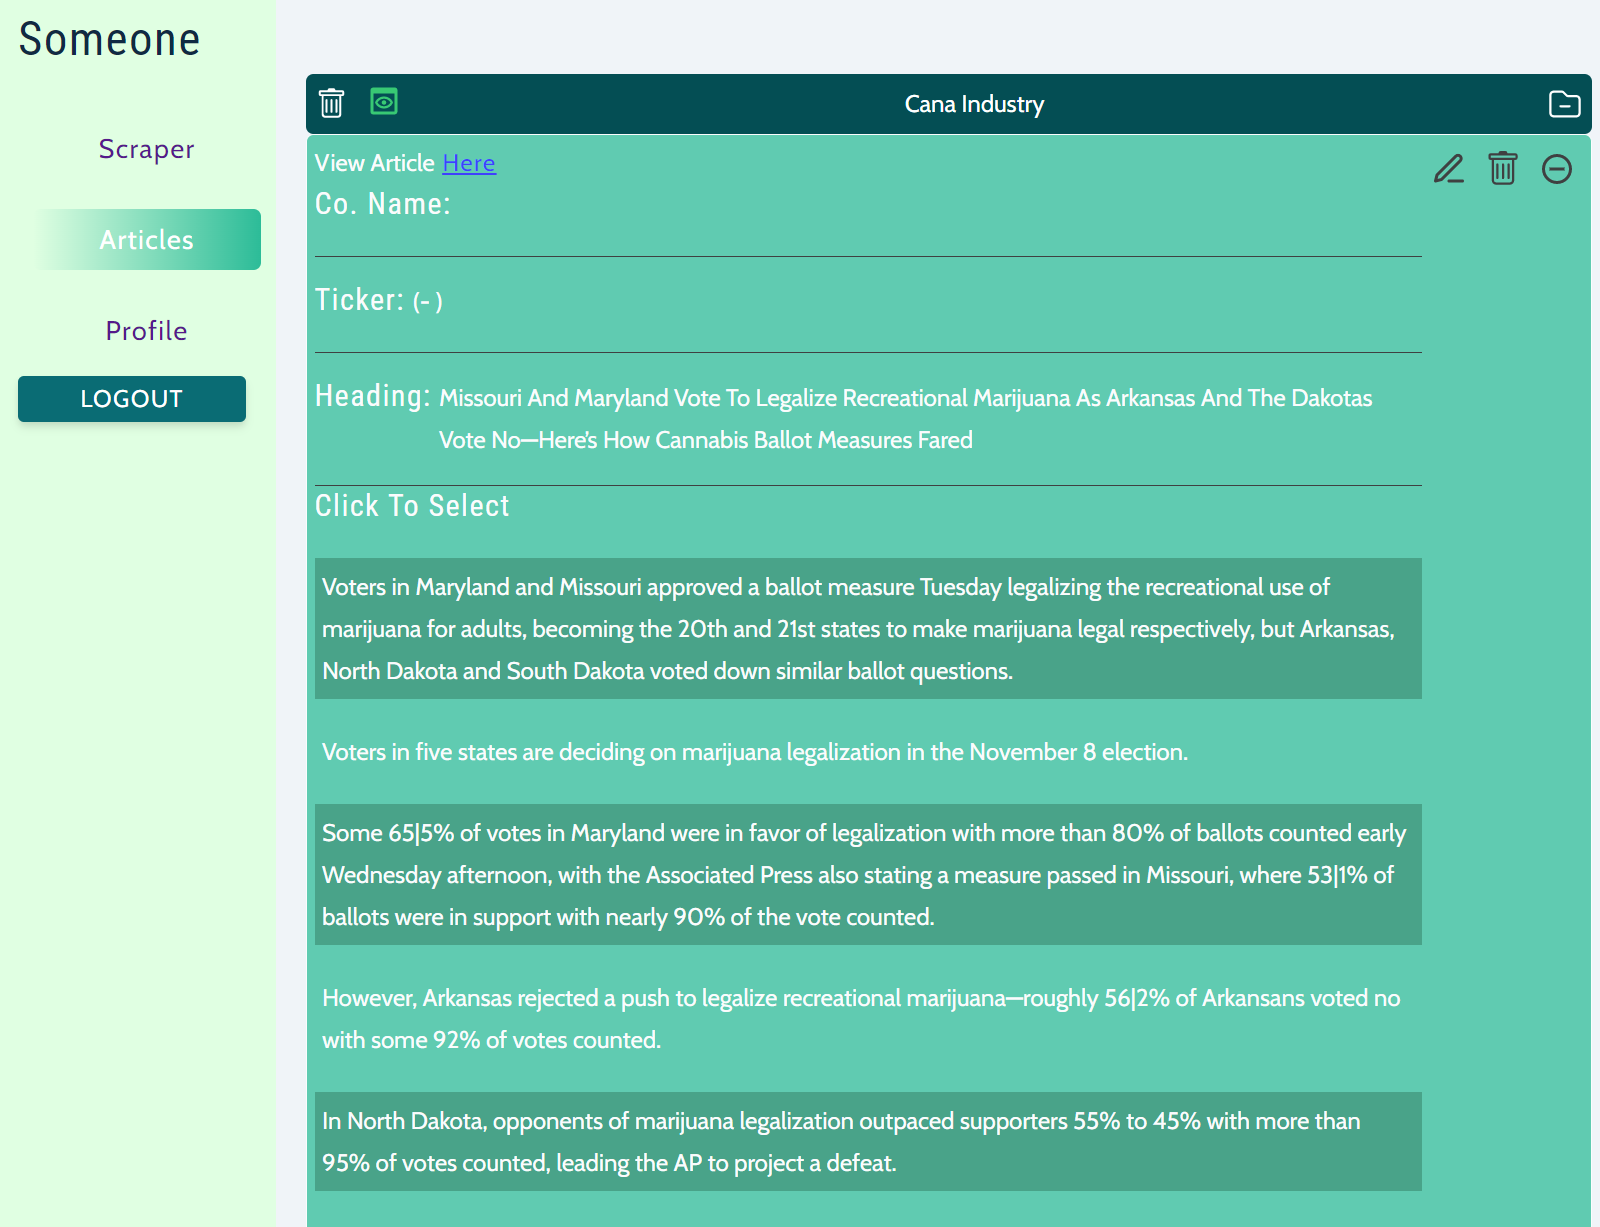 Someone
Scraper
Articles
Profile
LOGOUT
Cana Industry
View Article Here
Co. Name:
Ticker: (- )
Heading: Missouri And Maryland Vote To Legalize Recreational Marijuana As Arkansas And The Dakotas
Vote No—Here's How Cannabis Ballot Measures Fared
Click To Select
Voters in Maryland and Missouri approved a ballot measure Tuesday legalizing the recreational use of
marijuana for adults, becoming the 20th and 21st states to make marijuana legal respectively, but Arkansas,
North Dakota and South Dakota voted down similar ballot questions.
Voters in five states are deciding on marijuana legalization in the November 8 election.
Some 65|5% of votes in Maryland were in favor of legalization with more than 80% of ballots counted early
Wednesday afternoon, with the Associated Press also stating a measure passed in Missouri, where 53|1% of
ballots were in support with nearly 90% of the vote counted.
However, Arkansas rejected a push to legalize recreational marijuana—roughly 56|2% of Arkansans voted no
with some 92% of votes counted.
In North Dakota, opponents of marijuana legalization outpaced supporters 55% to 45% with more than
95% of votes counted, leading the AP to project a defeat.